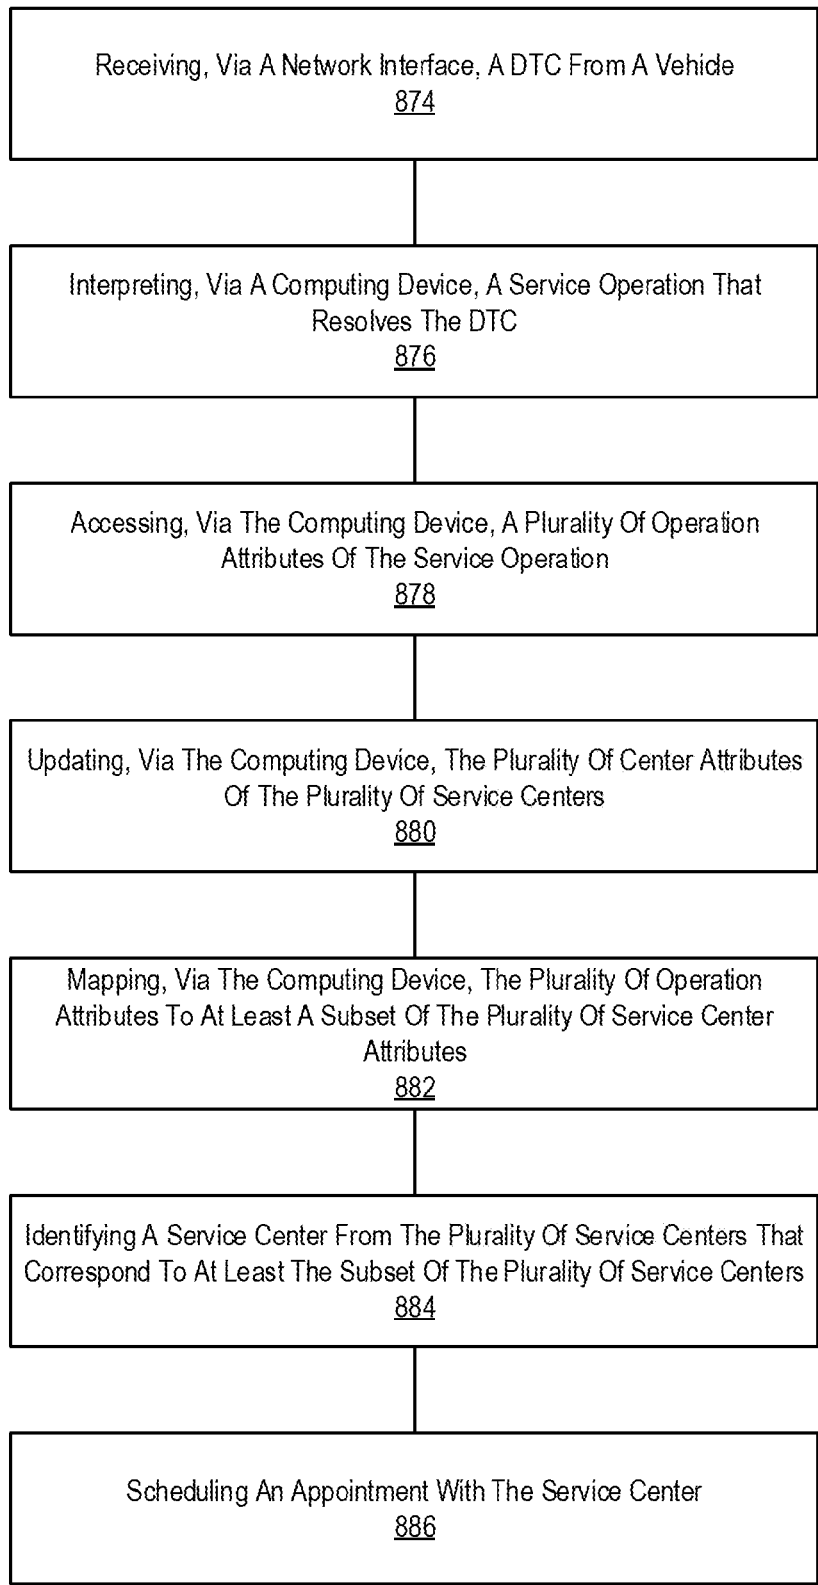 Receiving, Via A Network Interface, A DTC From A Vehicle
874
Interpreting, Via A Computing Device, A Service Operation That
Resolves The DTC
876
Accessing, Via The Computing Device, A Plurality Of Operation
Attributes Of The Service Operation
878
Updating, Via The Computing Device, The Plurality Of Center Attributes
Of The Plurality Of Service Centers
880
Mapping, Via The Computing Device, The Plurality Of Operation
Attributes To At Least A Subset Of The Plurality Of Service Center
Attributes
882
Identifying A Service Center From The Plurality Of Service Centers That
Correspond To At Least The Subset Of The Plurality Of Service Centers
884
Scheduling An Appointment With The Service Center
886